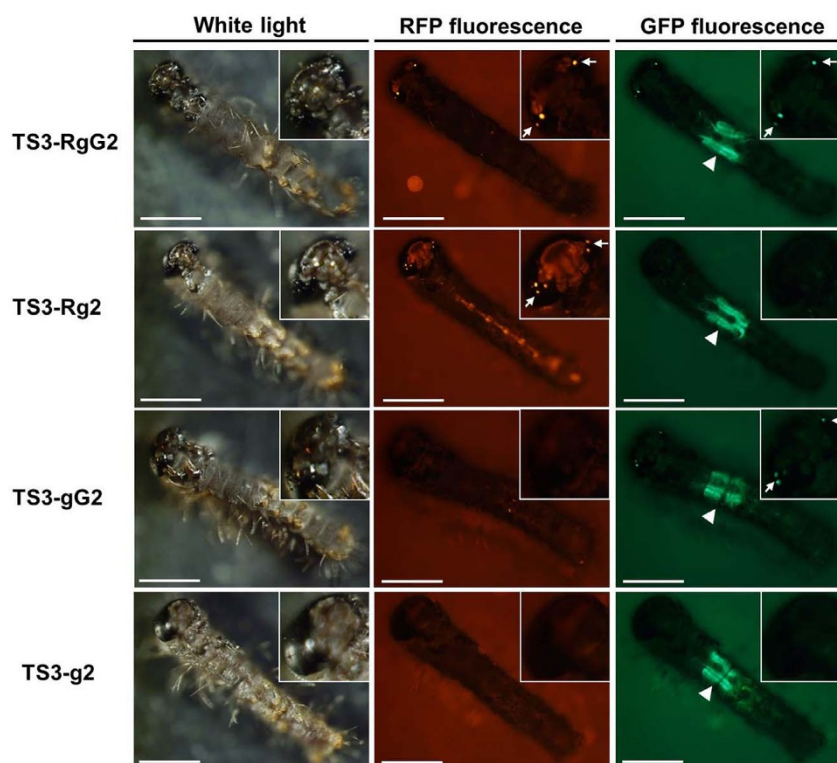 White light RFP fluorescence GFP fluorescence
TS3-RgG2
TS3-Rg2
TS3-gG2
TS3-g2